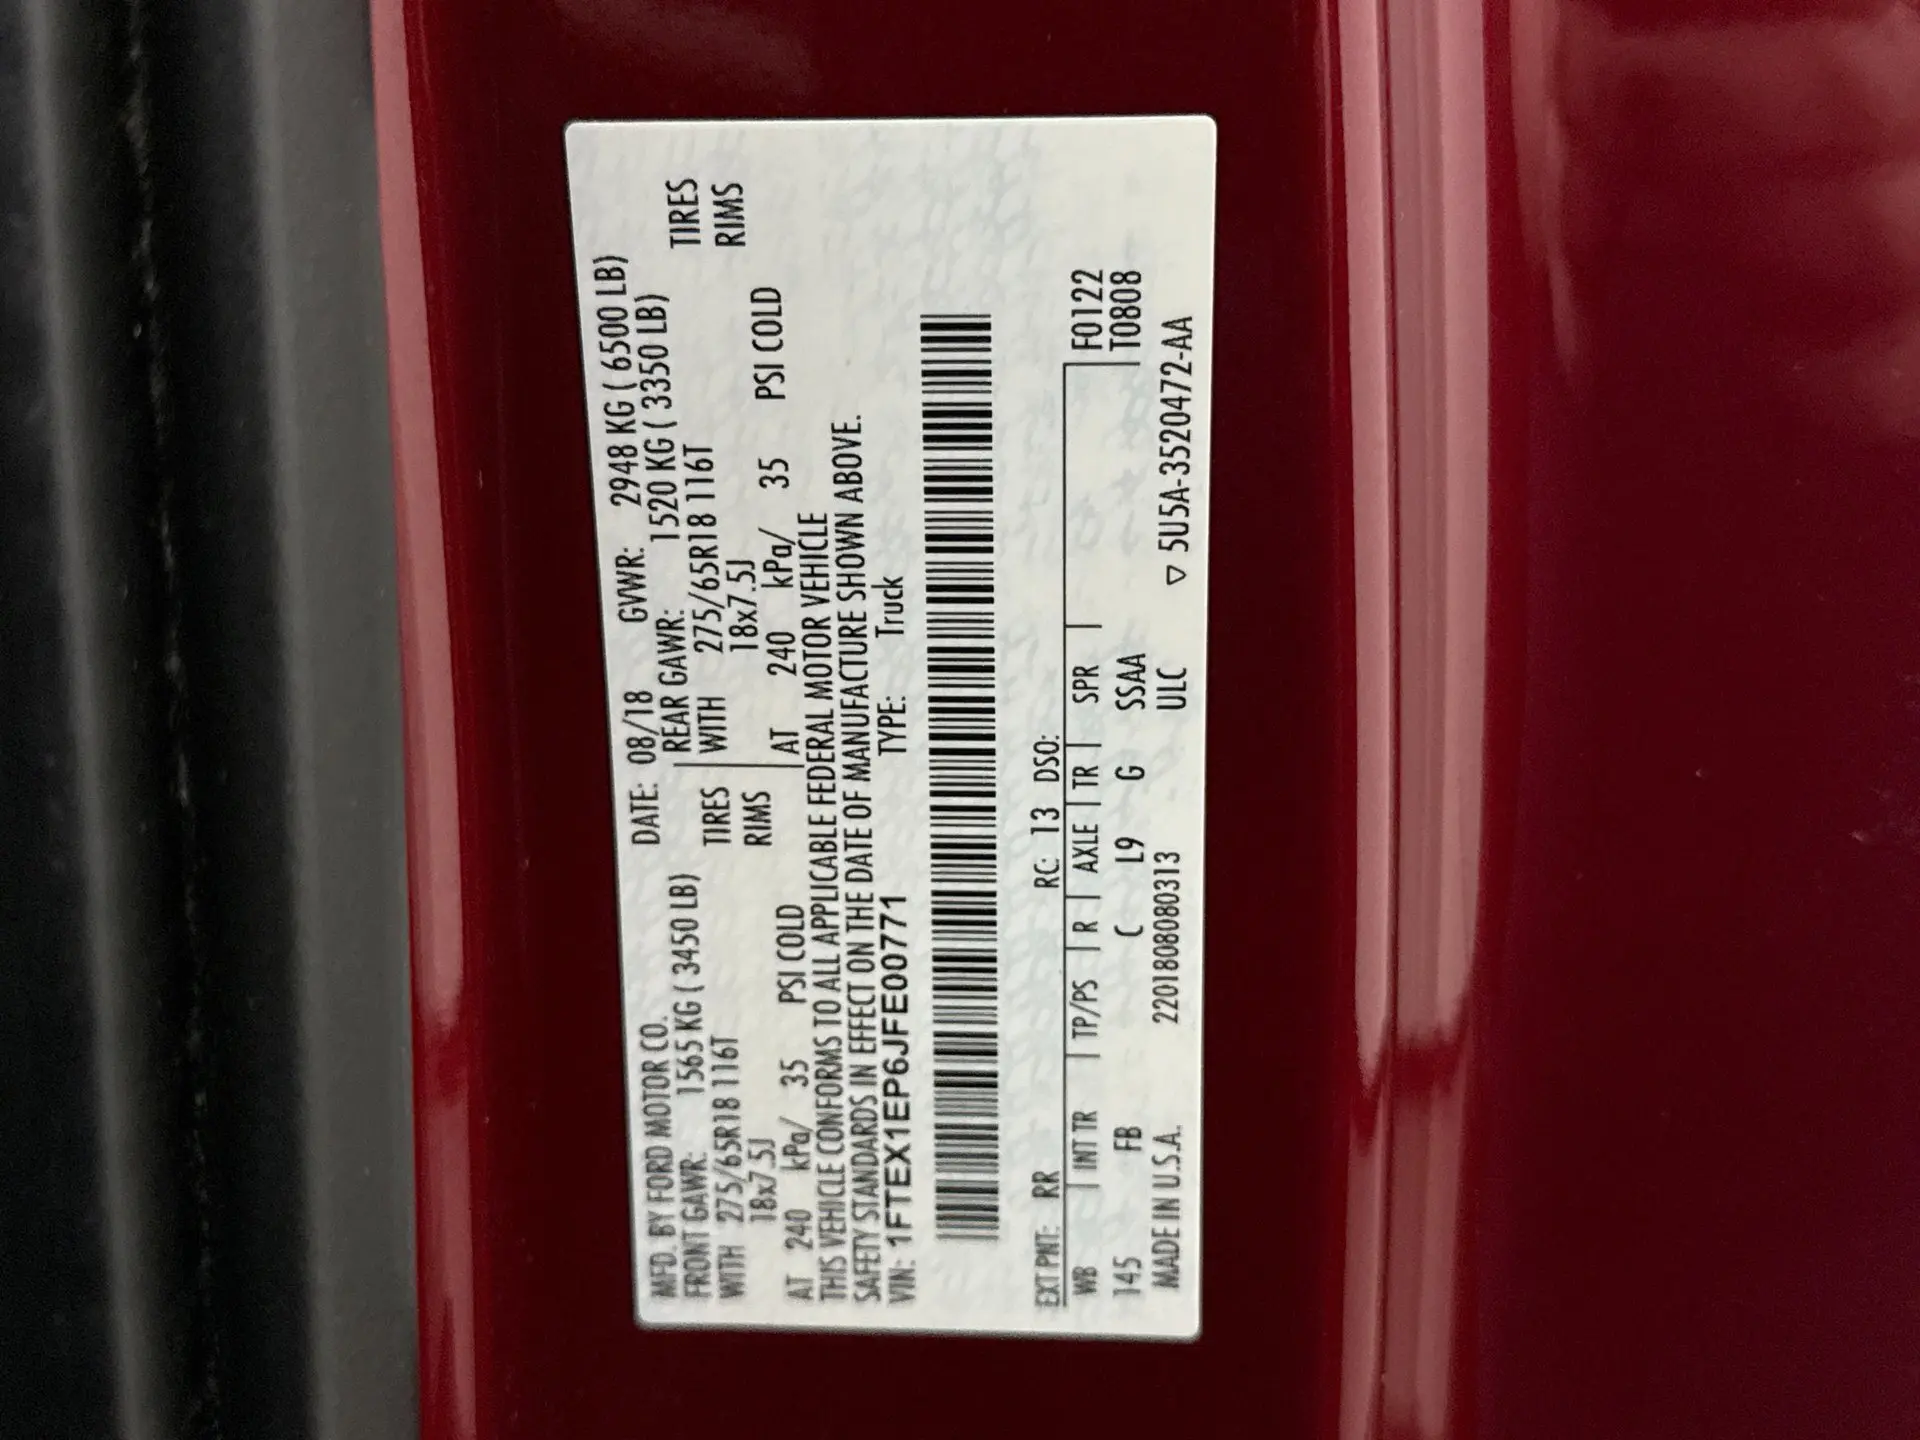 MFD. BY FORD MOTOR CO. DATE: 08/18 GVWR: 2948 KG ( 6500 LB)
FRONT GAWR: 1565 KG ( 3450 LB) REAR GAWR: 1520 KG ( 3350 LB)
WITH 275/65R18 116T TIRES WITH 275/65R18 116T TIRES
18x7.5J RIMS 18x7.5J RIMS
AT 240 kPa/ 35 PSI COLD AT 240 kPa/ 35 PSI COLD
THIS VEHICLE CONFORMS TO ALL APPLICABLE FEDERAL MOTOR VEHICLE
SAFETY STANDARDS IN EFFECT ON THE DATE OF MANUFACTURE SHOWN ABOVE.
VIN: 1FTEX1EP6JFE00771 TYPE: Truck
EXT PNT: RR RC: 13 DSO:
WB | INT TR | TP/PS | R | AXLE | TR | SPR | F0122
145 FB C L9 G SSAA T0808
MADE IN U.S.A. 2201808080313 ULC ▽ 5U5A-3520472-AA